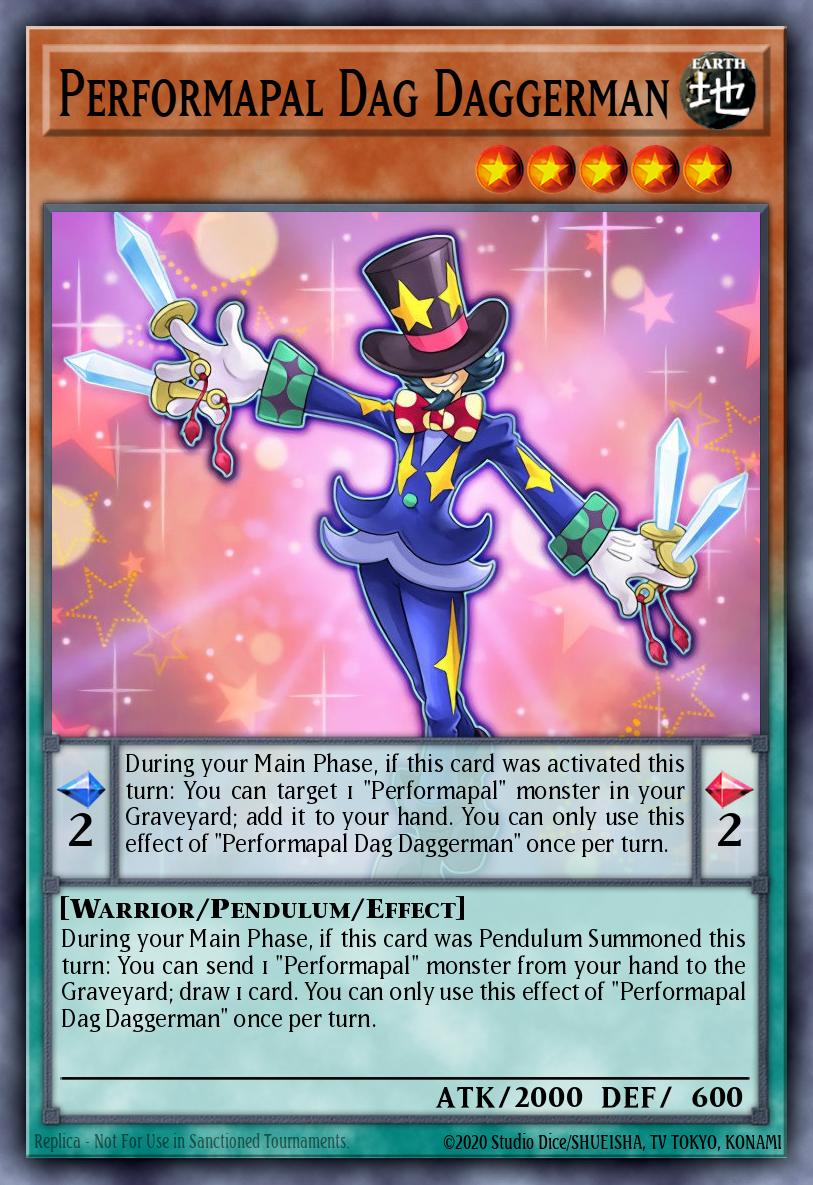 Performapal Dag Daggerman
EARTH
地
During your Main Phase, if this card was activated this
turn: You can target 1 "Performapal" monster in your
Graveyard; add it to your hand. You can only use this
effect of "Performapal Dag Daggerman" once per turn.
2
2
[Warrior/Pendulum/Effect]
During your Main Phase, if this card was Pendulum Summoned this
turn: You can send 1 "Performapal" monster from your hand to the
Graveyard; draw 1 card. You can only use this effect of "Performapal
Dag Daggerman" once per turn.
ATK/2000 DEF/ 600
Replica - Not For Use in Sanctioned Tournaments.
©2020 Studio Dice/SHUEISHA, TV TOKYO, KONAMI